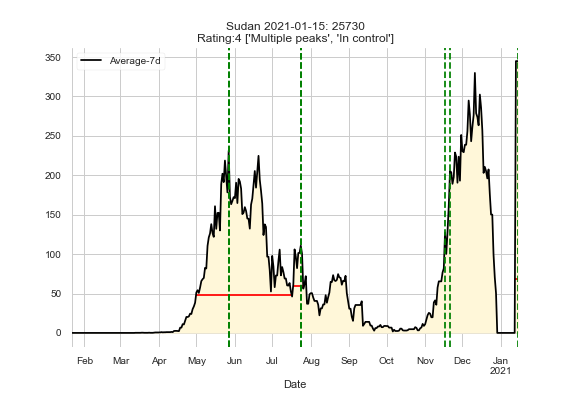 Sudan 2021-01-15: 25730
Rating:4 ['Multiple peaks', 'In control']
Average-7d
350
300
250
200
150
100
50
0
Feb Mar Apr May Jun Jul Aug Sep Oct Nov Dec Jan
2021
Date